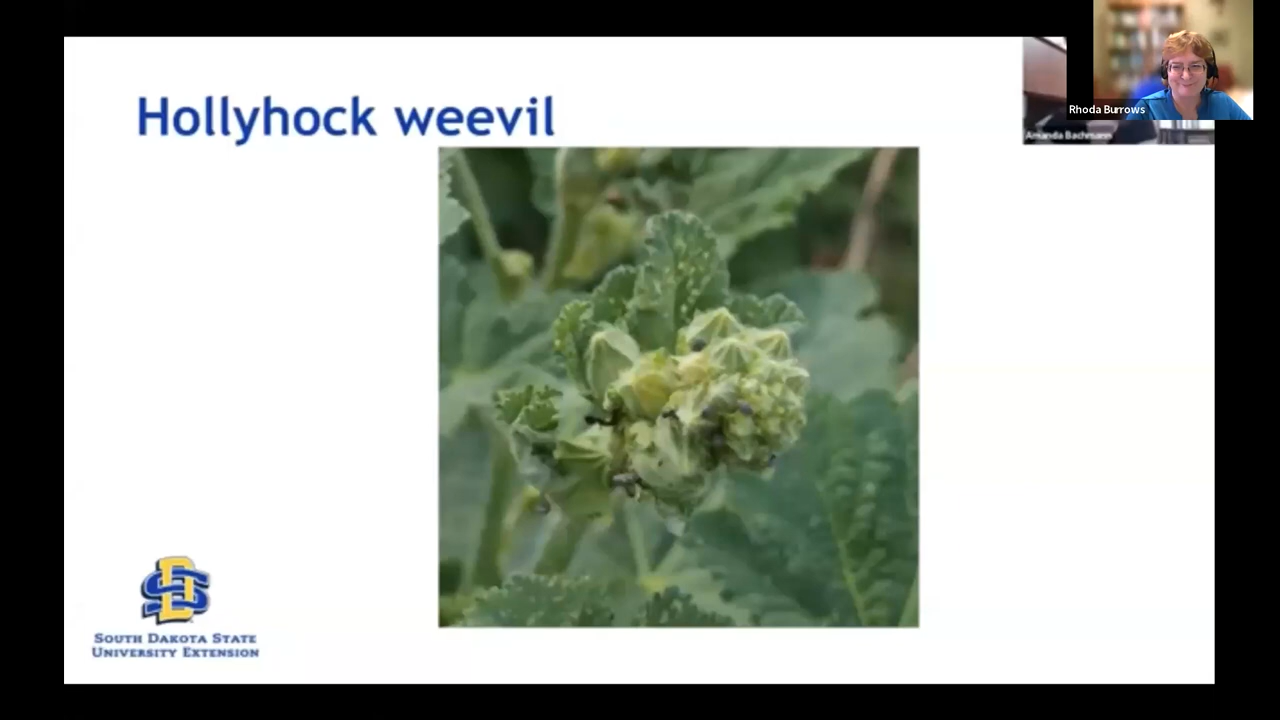 Hollyhock weevil
Rhoda Burrows
Amanda Bachmann
SOUTH DAKOTA STATE
UNIVERSITY EXTENSION